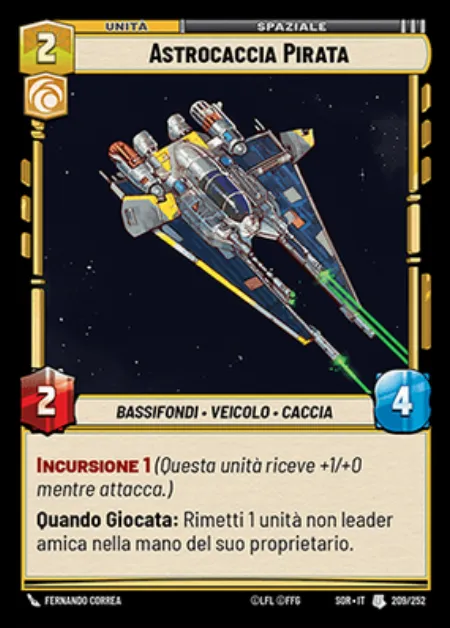 UNITÀ
SPAZIALE
2
ASTROCACCIA PIRATA
2
BASSIFONDI • VEICOLO • CACCIA
4
INCURSIONE 1 (Questa unità riceve +1/+0
mentre attacca.)
Quando Giocata: Rimetti 1 unità non leader
amica nella mano del suo proprietario.
FERNANDO CORREA
©LFL ©FFG
SOR • IT
209/252